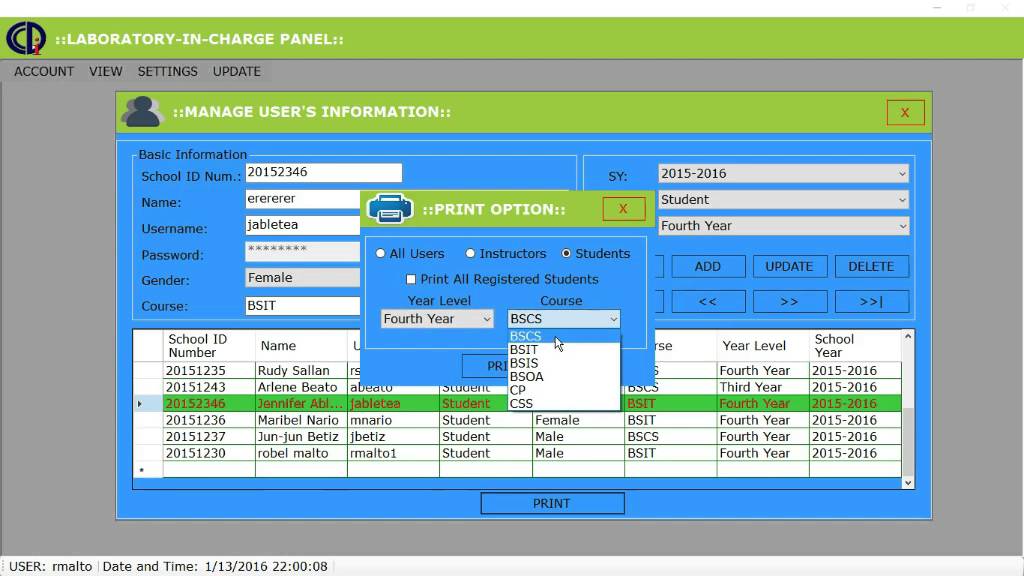 ::LABORATORY-IN-CHARGE PANEL::
ACCOUNT VIEW SETTINGS UPDATE
::MANAGE USER'S INFORMATION:: X
Basic Information
School ID Num.: 20152346
SY: 2015-2016
Name: ererere
Student
Username: jabletea
Fourth Year
Password: ********
Gender: Female
Course: BSIT
ADD UPDATE DELETE
<< >> >>|
::PRINT OPTION:: X
All Users Instructors Students
Print All Registered Students
Year Level Course
Fourth Year BSCS
BSCS
BSIT
BSIS
BSOA
CP
CSS
PRI
School ID Number Name U rse Year Level School Year
20151235 Rudy Sallan rs Fourth Year 2015-2016
20151243 Arlene Beato abeato Student BSCS Third Year 2015-2016
20152346 Jennifer Abl... jabletea Student BSIT Fourth Year 2015-2016
20151236 Maribel Nario mnario Student Female BSIT Fourth Year 2015-2016
20151237 Jun-jun Betiz jbetiz Student Male BSCS Fourth Year 2015-2016
20151230 robel malto rmalto1 Student Male BSIT Fourth Year 2015-2016
*
PRINT
USER: rmalto Date and Time: 1/13/2016 22:00:08